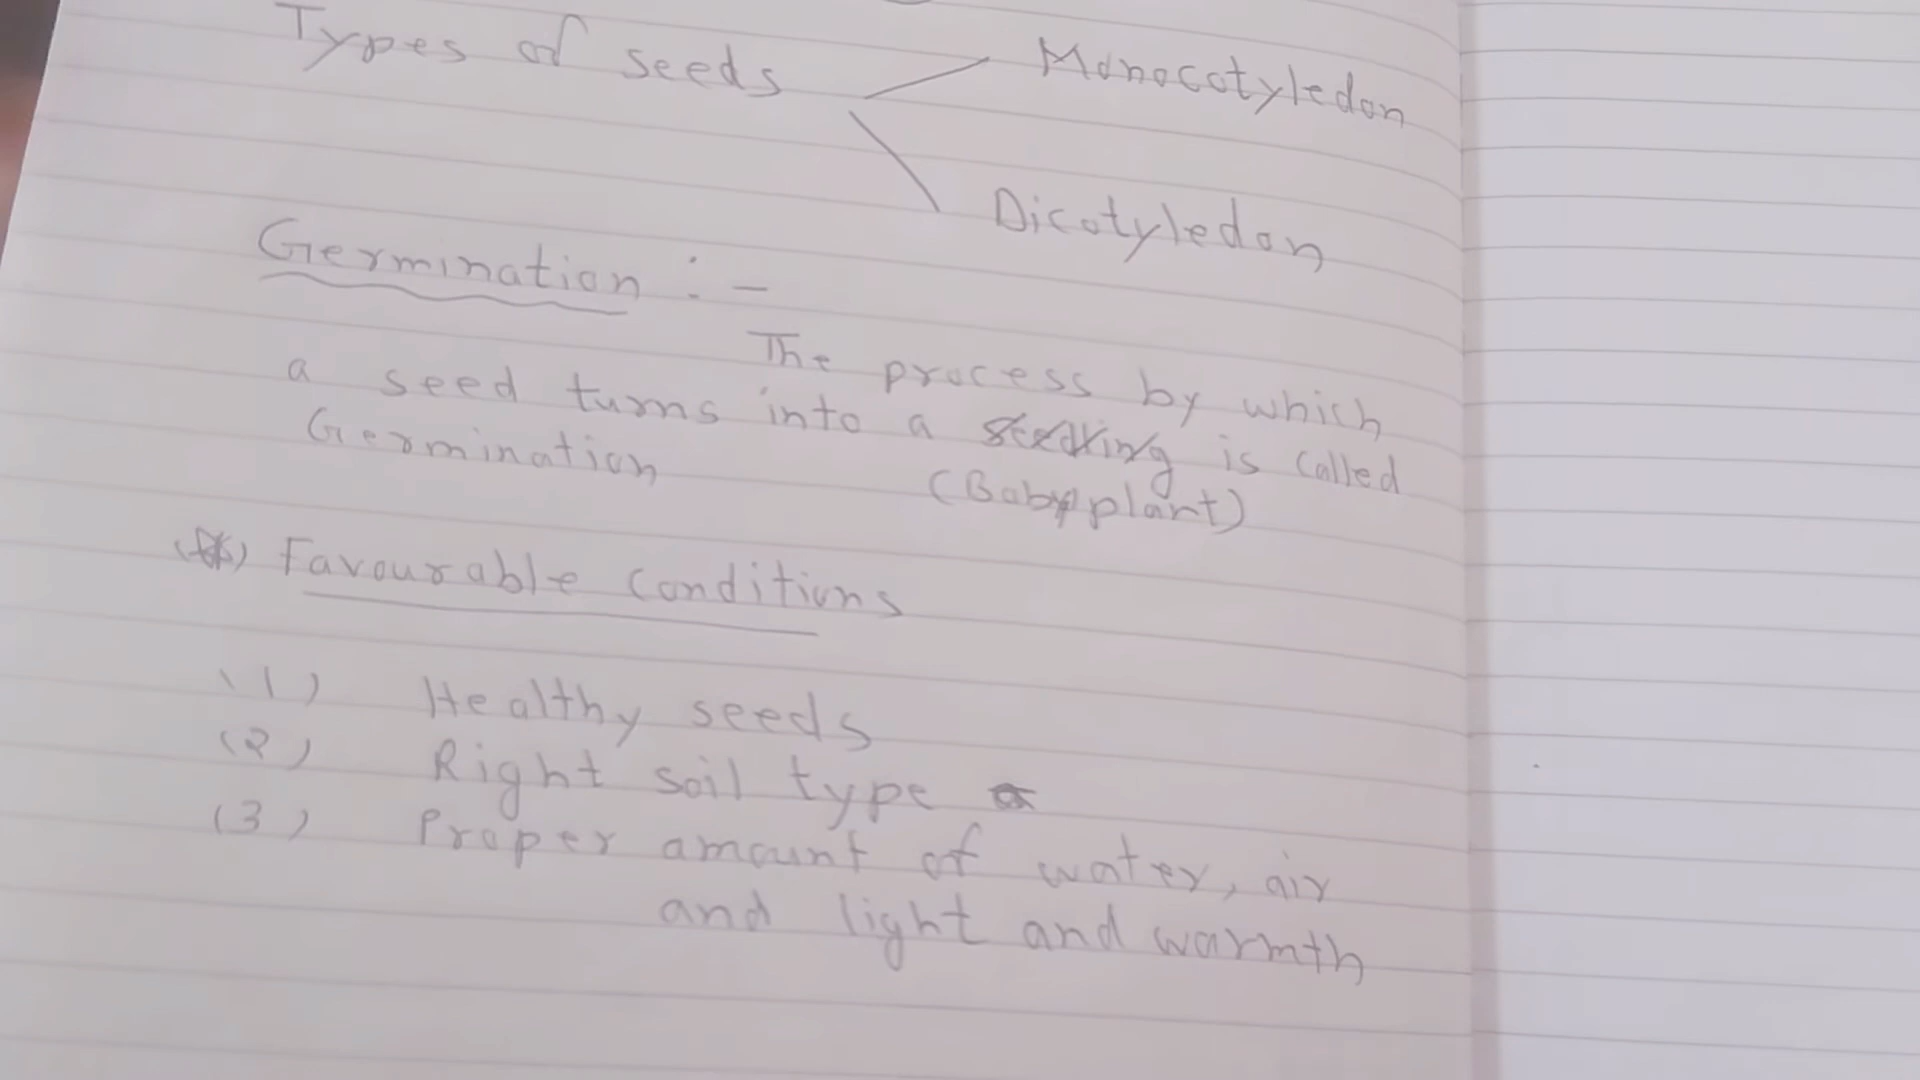 Types of seeds
Monocotyledon
Dicotyledon
Germination :-
The process by which
a seed turns into a seedling is called
Germination
(Baby plant)
Favourable conditions
(1) Healthy seeds
(2) Right soil type
(3) Proper amount of water, air
and light and warmth